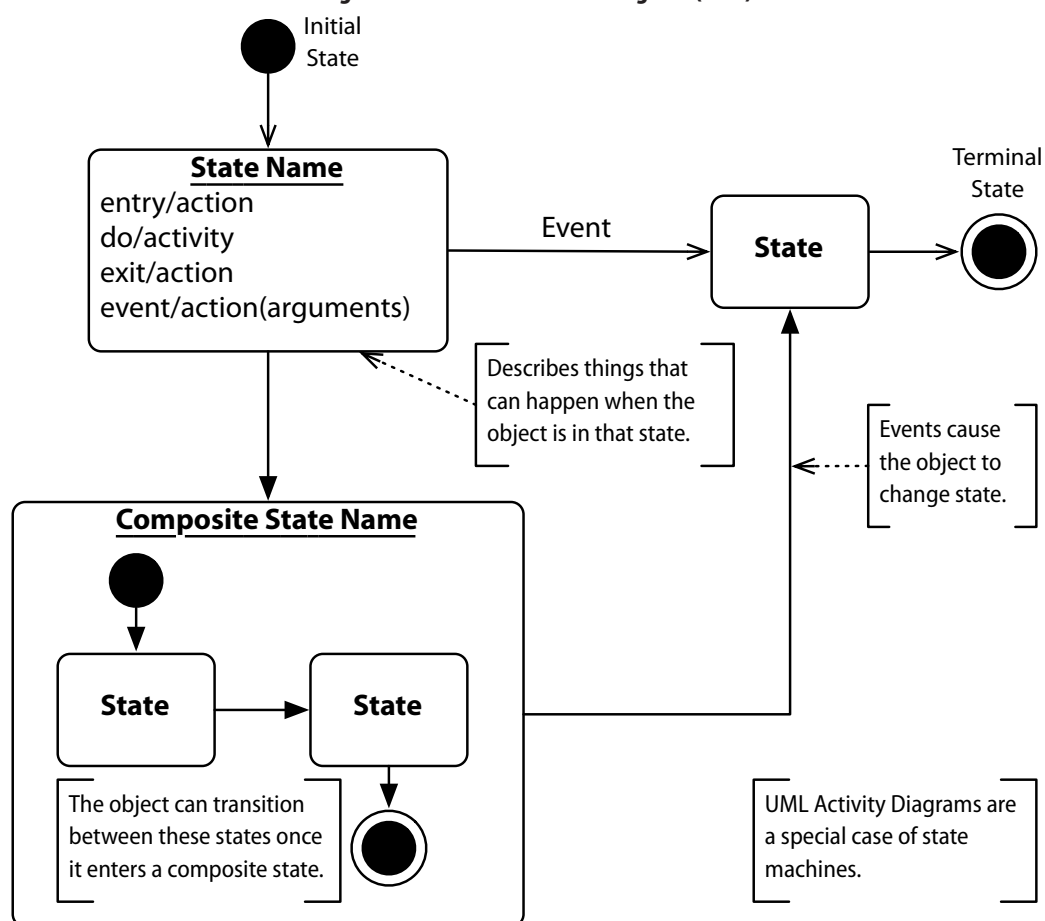 Initial
State
State Name
entry/action
do/activity
exit/action
event/action(arguments)
Event
State
Terminal
State
Describes things that
can happen when the
object is in that state.
Events cause
the object to
change state.
Composite State Name
State
State
The object can transition
between these states once
it enters a composite state.
UML Activity Diagrams are
a special case of state
machines.